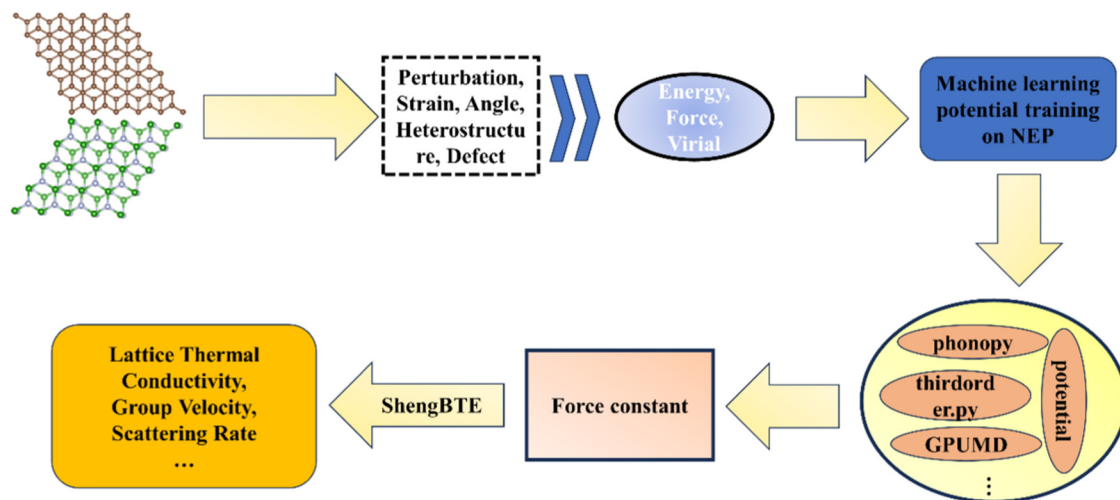 Perturbation,
Strain, Angle,
Heterostructu
re, Defect
Energy,
Force,
Virial
Machine learning
potential training
on NEP
phonopy
thirdord
er.py
GPUMD
...
potential
Force constant
ShengBTE
Lattice Thermal
Conductivity,
Group Velocity,
Scattering Rate
...